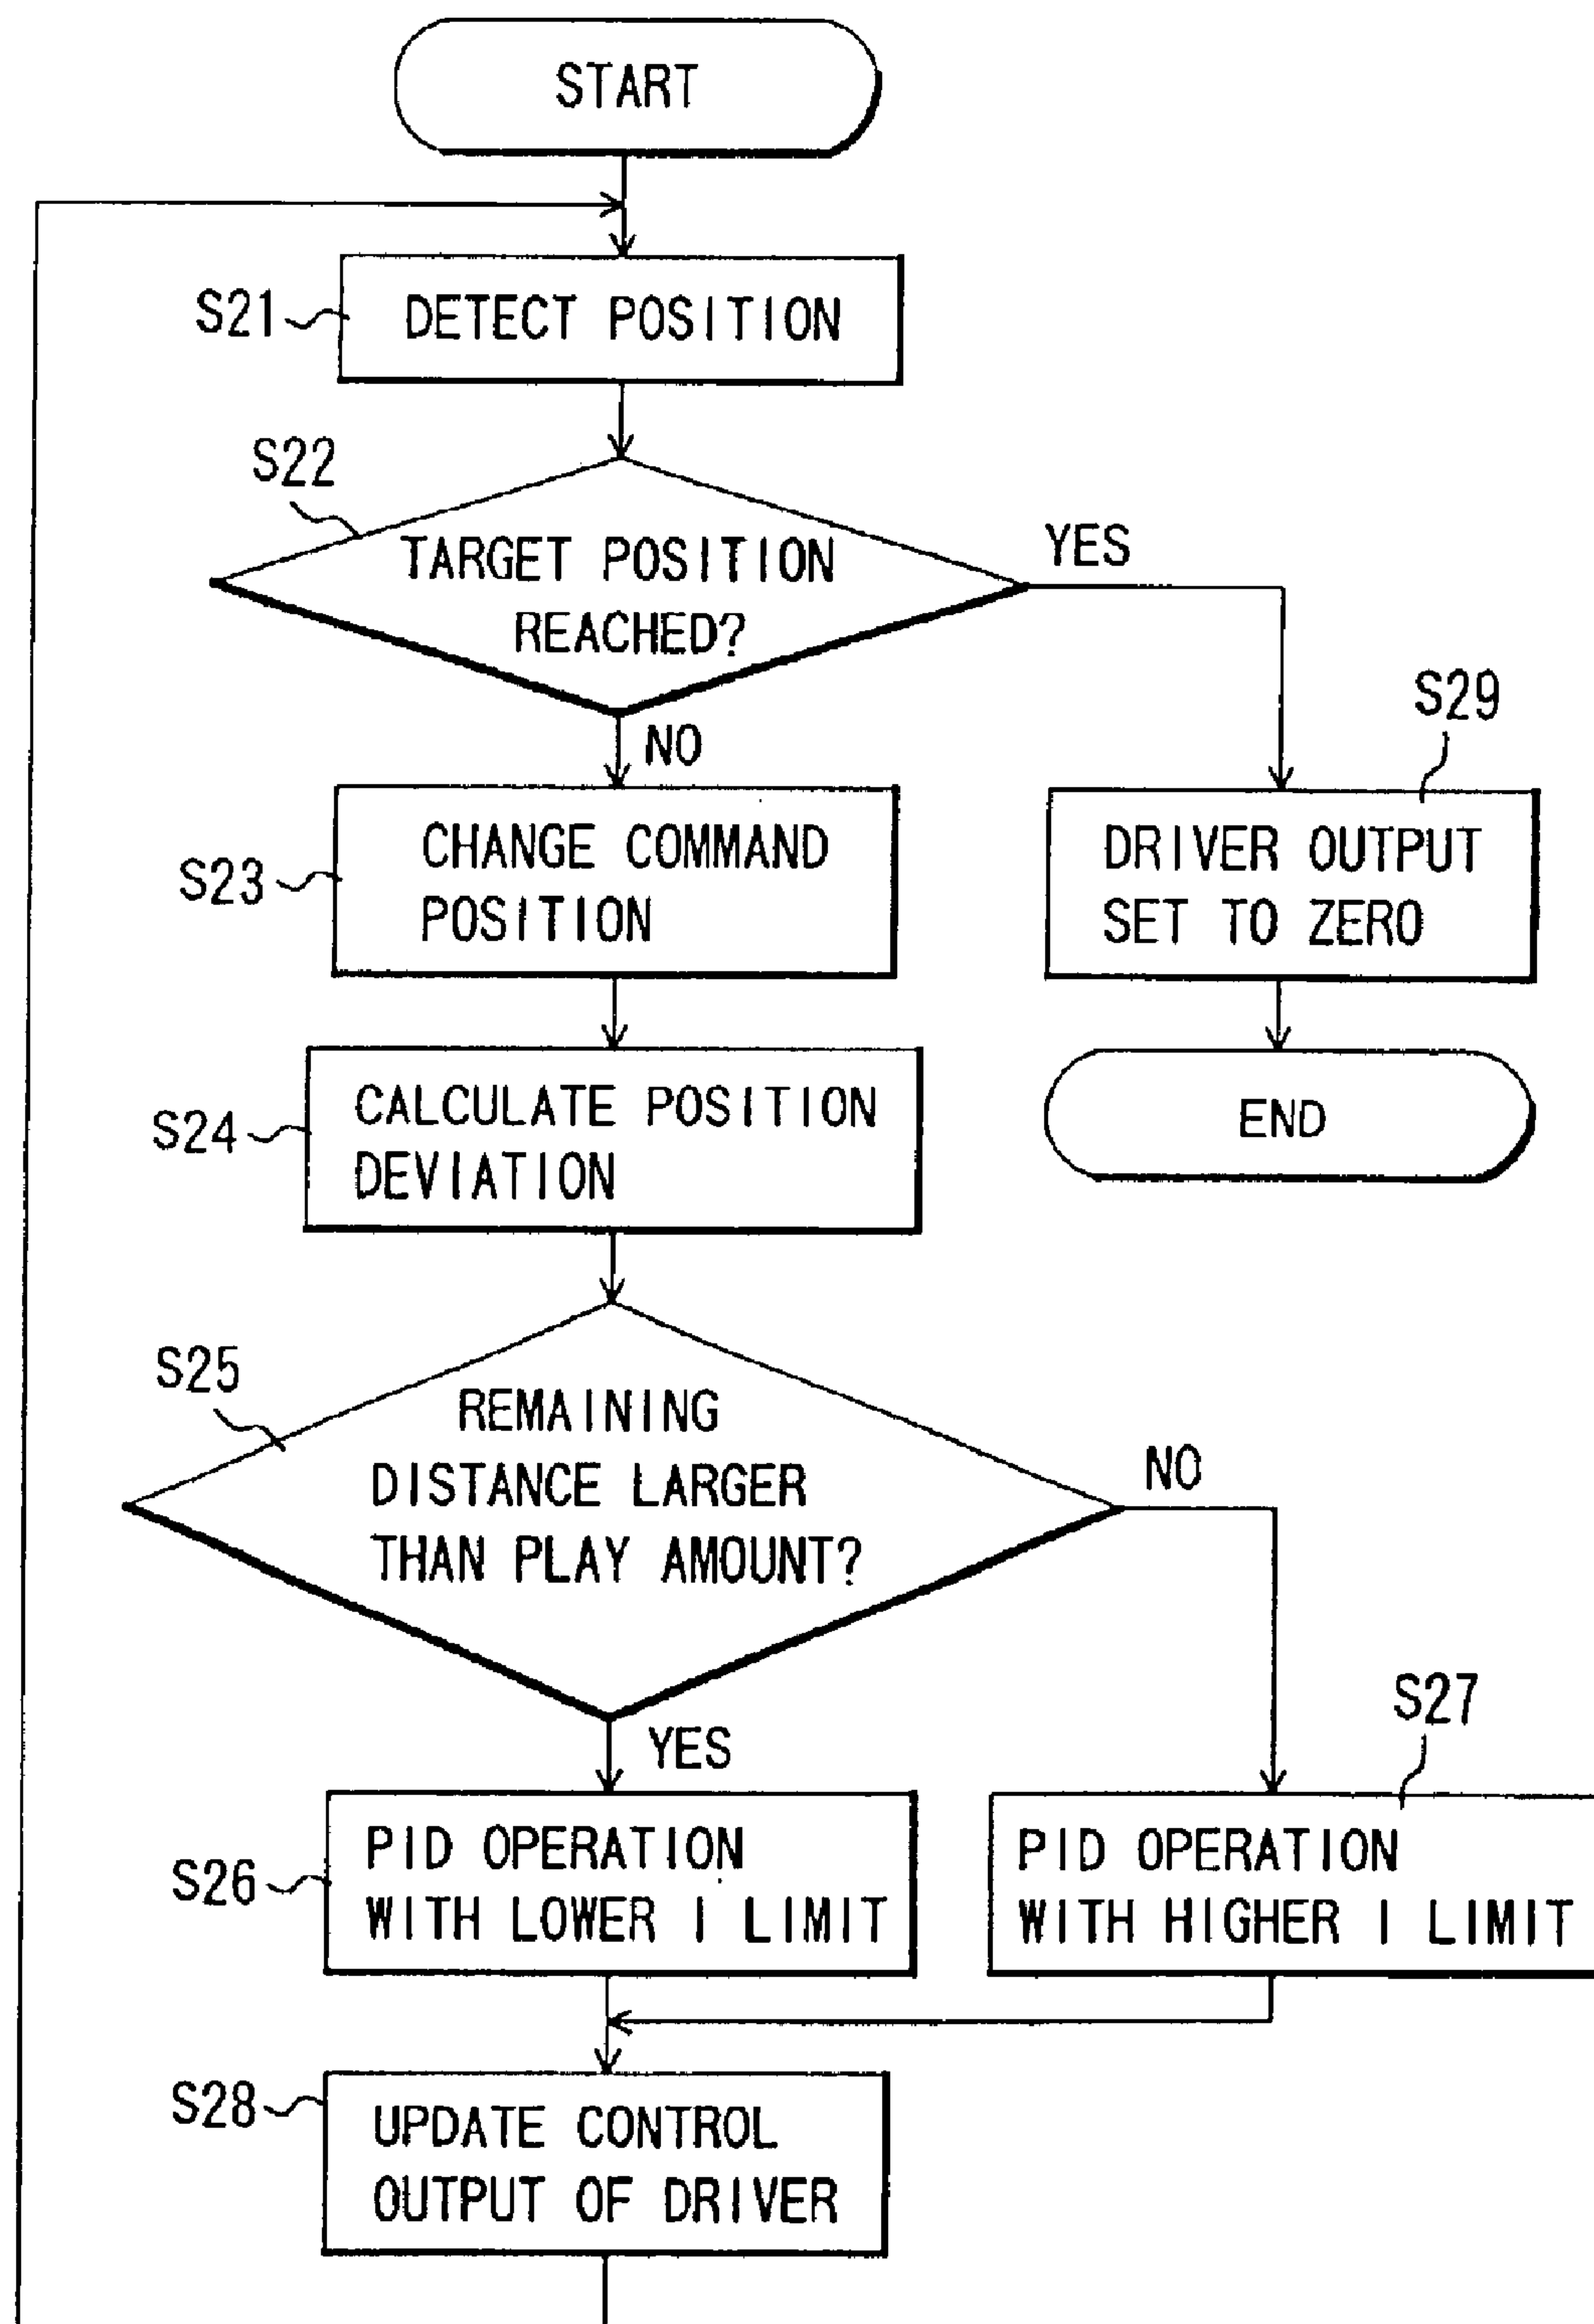 START
S21
DETECT POSITION
S22
TARGET POSITION
REACHED?
YES
NO
S29
S23
CHANGE COMMAND
POSITION
DRIVER OUTPUT
SET TO ZERO
S24
CALCULATE POSITION
DEVIATION
END
S25
REMAINING
DISTANCE LARGER
THAN PLAY AMOUNT?
NO
YES
S27
S26
PID OPERATION
WITH LOWER I LIMIT
PID OPERATION
WITH HIGHER I LIMIT
S28
UPDATE CONTROL
OUTPUT OF DRIVER